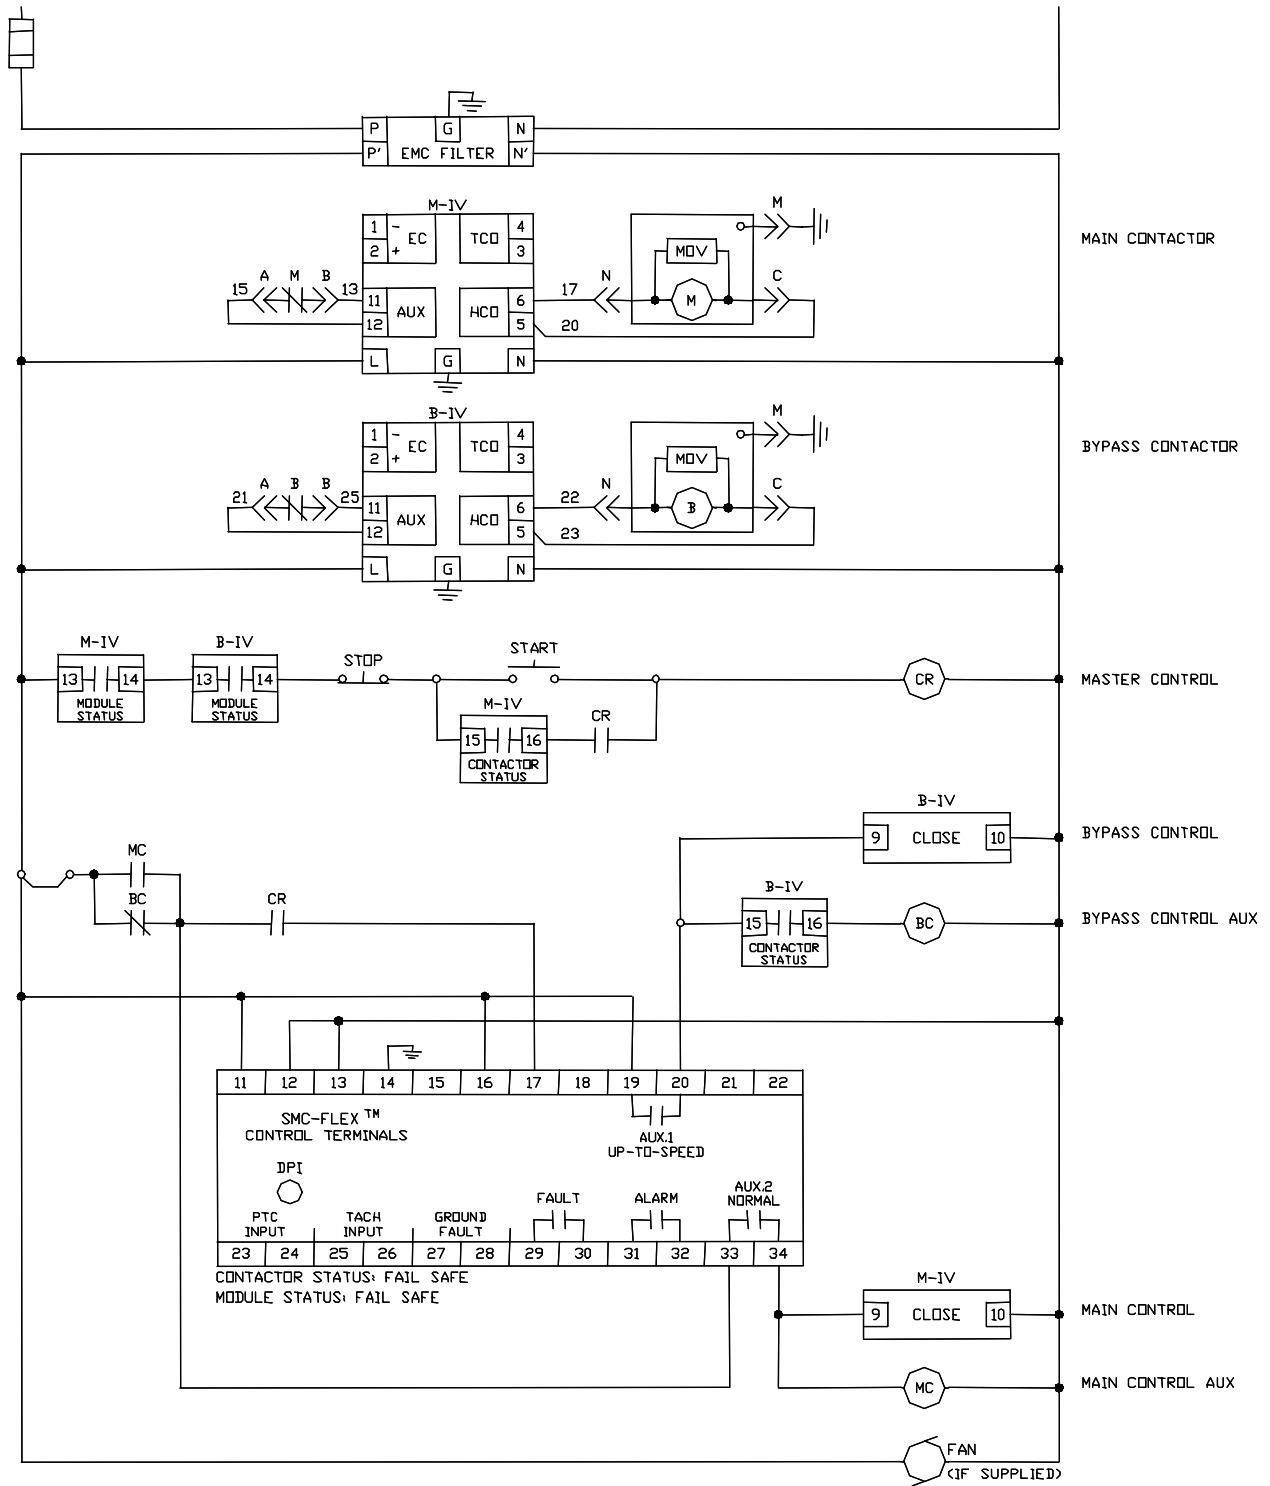 P G N
P' EMC FILTER N'
M-IV
1 - EC TCO 4
2 + 3
M
MAIN CONTACTOR
MOV
15 A M B 13 11 AUX HCO 6 17 N M C
12 5 20
L G N
B-IV
1 - EC TCO 4
2 + 3
M
BYPASS CONTACTOR
MOV
21 A B B 25 11 AUX HCO 6 22 N B C
12 5 23
L G N
M-IV B-IV
STOP START
13 14 13 14 CR MASTER CONTROL
MODULE STATUS
MODULE STATUS
M-IV
CR
15 16
CONTACTOR STATUS
B-IV
9 CLOSE 10 BYPASS CONTROL
MC
BC CR
B-IV
15 16 BC BYPASS CONTROL AUX
CONTACTOR STATUS
11 12 13 14 15 16 17 18 19 20 21 22
SMC-FLEX™
CONTROL TERMINALS
AUX.1
UP-TO-SPEED
DPI
FAULT ALARM AUX.2
NORMAL
PTC INPUT
TACH INPUT
GROUND FAULT
23 24 25 26 27 28 29 30 31 32 33 34
CONTACTOR STATUS: FAIL SAFE
MODULE STATUS: FAIL SAFE
M-IV
9 CLOSE 10 MAIN CONTROL
MC MAIN CONTROL AUX
FAN
(IF SUPPLIED)